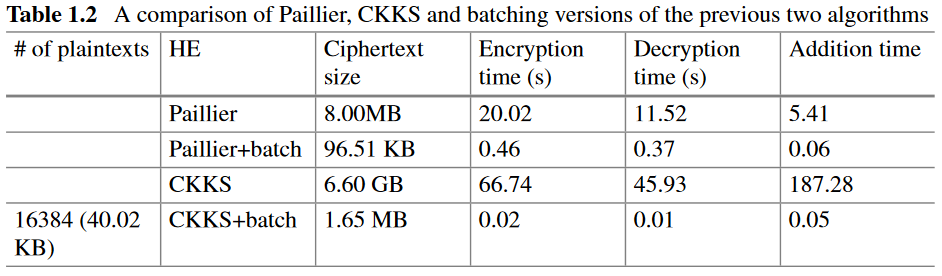 Table 1.2 A comparison of Paillier, CKKS and batching versions of the previous two algorithms
# of plaintexts HE Ciphertext size Encryption time (s) Decryption time (s) Addition time
Paillier 8.00MB 20.02 11.52 5.41
Paillier+batch 96.51 KB 0.46 0.37 0.06
CKKS 6.60 GB 66.74 45.93 187.28
16384 (40.02 KB) CKKS+batch 1.65 MB 0.02 0.01 0.05